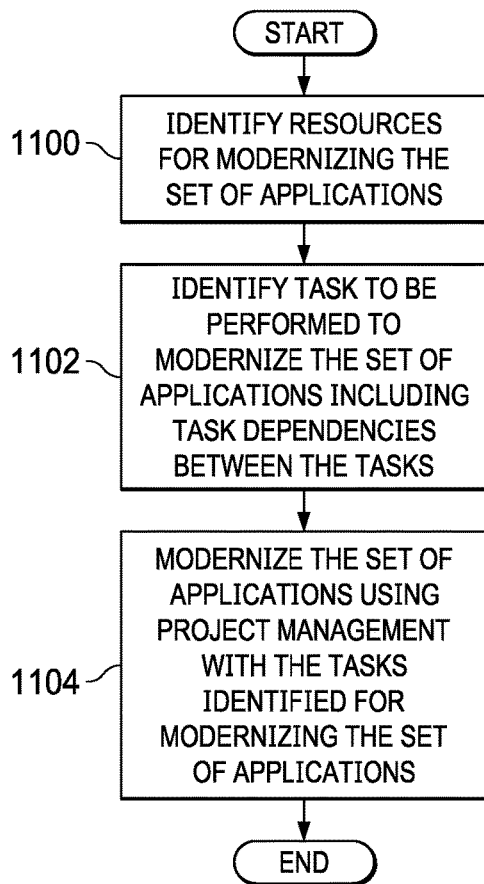 START
1100
IDENTIFY RESOURCES
FOR MODERNIZING THE
SET OF APPLICATIONS
1102
IDENTIFY TASK TO BE
PERFORMED TO
MODERNIZE THE SET OF
APPLICATIONS INCLUDING
TASK DEPENDENCIES
BETWEEN THE TASKS
1104
MODERNIZE THE SET OF
APPLICATIONS USING
PROJECT MANAGEMENT
WITH THE TASKS
IDENTIFIED FOR
MODERNIZING THE SET
OF APPLICATIONS
END